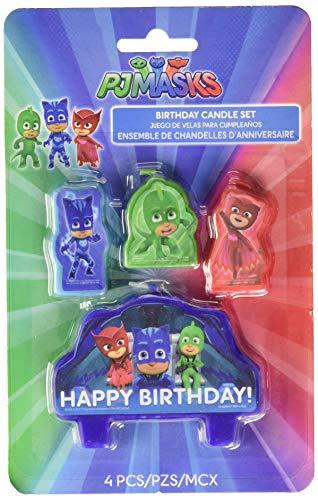 PJMASKS
BIRTHDAY CANDLE SET
JUEGO DE VELAS PARA CUMPLEAÑOS
ENSEMBLE DE CHANDELLES D'ANNIVERSAIRE
HAPPY BIRTHDAY!
4 PCS/PZS/MCX